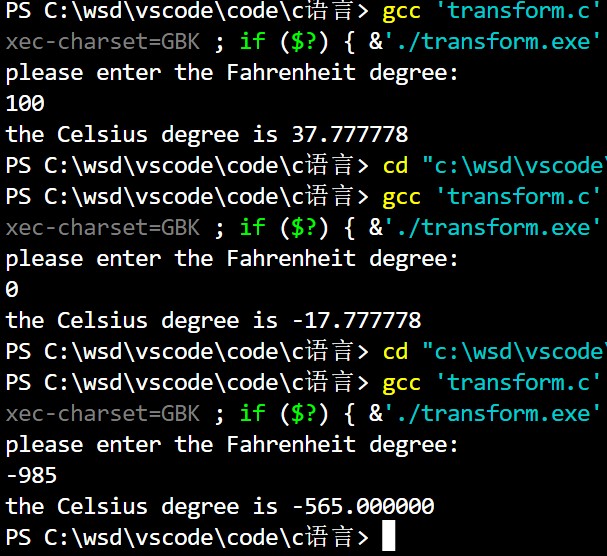 PS C:\wsd\vscode\code\c语言> gcc 'transform.c'
xec-charset=GBK ; if ($?) { &'./transform.exe'
please enter the Fahrenheit degree:
100
the Celsius degree is 37.777778
PS C:\wsd\vscode\code\c语言> cd "c:\wsd\vscode\
PS C:\wsd\vscode\code\c语言> gcc 'transform.c'
xec-charset=GBK ; if ($?) { &'./transform.exe'
please enter the Fahrenheit degree:
0
the Celsius degree is -17.777778
PS C:\wsd\vscode\code\c语言> cd "c:\wsd\vscode\
PS C:\wsd\vscode\code\c语言> gcc 'transform.c'
xec-charset=GBK ; if ($?) { &'./transform.exe'
please enter the Fahrenheit degree:
-985
the Celsius degree is -565.000000
PS C:\wsd\vscode\code\c语言>